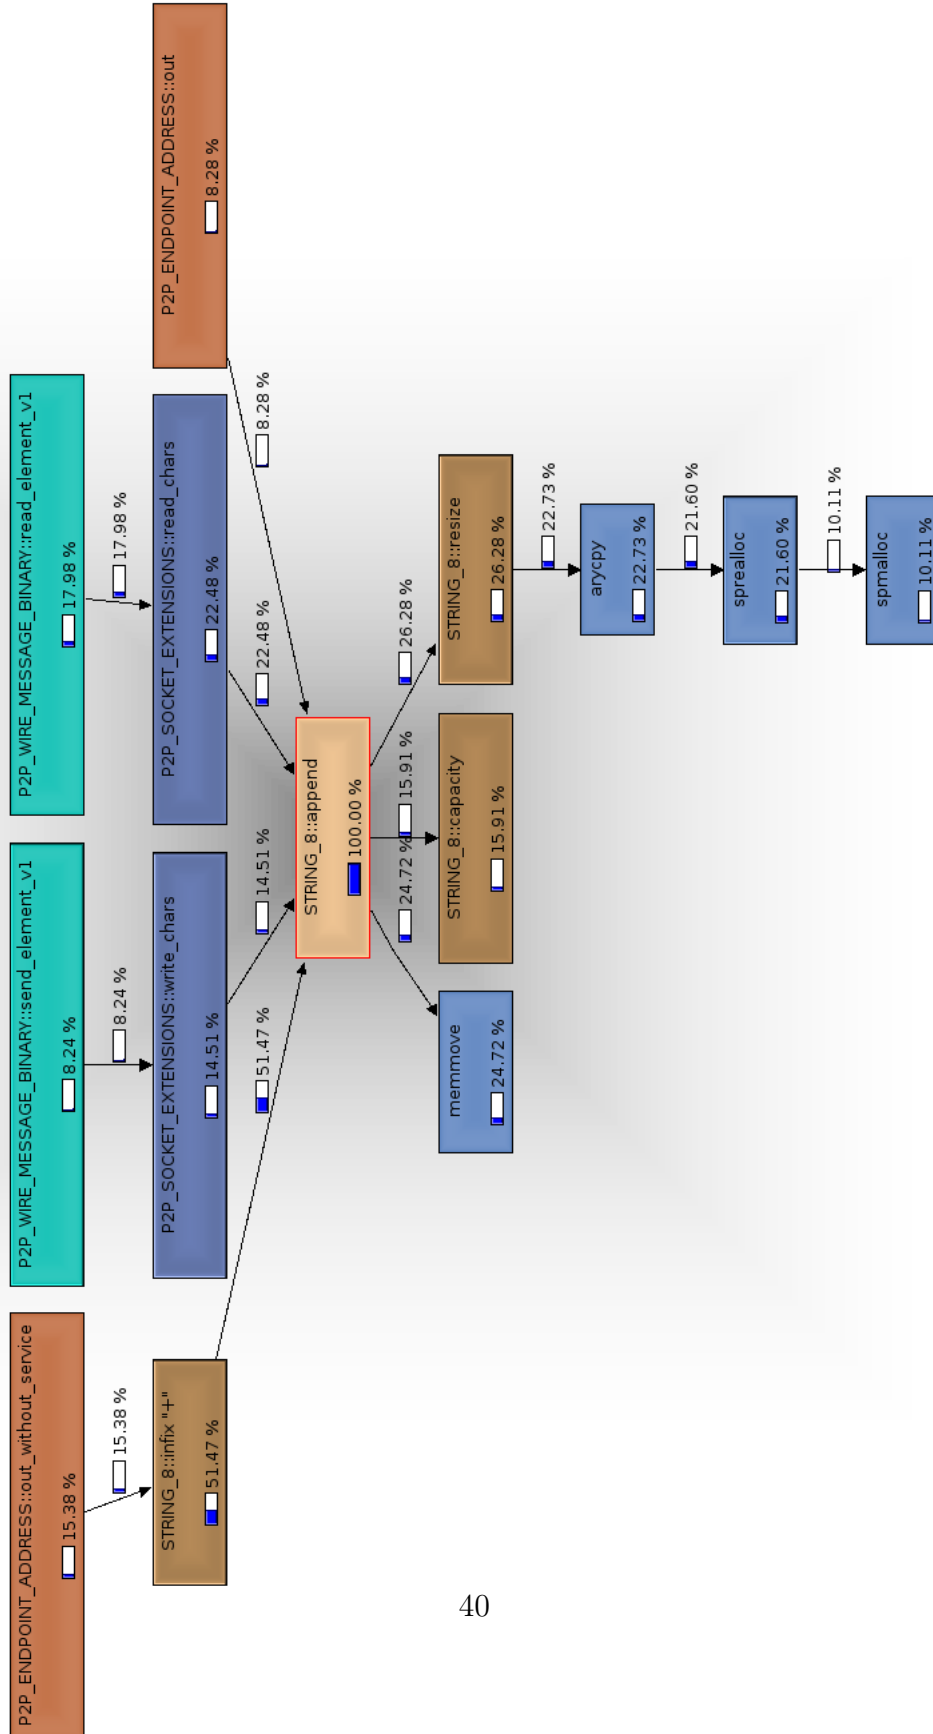 P2P_ENDPOINT_ADDRESS::out_without_service
15.38 %
P2P_WIRE_MESSAGE_BINARY::send_element_v1
8.24 %
P2P_WIRE_MESSAGE_BINARY::read_element_v1
17.98 %
15.38 %
8.24 %
17.98 %
STRING_8::infix "+"
51.47 %
P2P_SOCKET_EXTENSIONS::write_chars
14.51 %
P2P_SOCKET_EXTENSIONS::read_chars
22.48 %
P2P_ENDPOINT_ADDRESS::out
8.28 %
51.47 %
14.51 %
22.48 %
8.28 %
STRING_8::append
100.00 %
24.72 %
15.91 %
26.28 %
memmove
24.72 %
STRING_8::capacity
15.91 %
STRING_8::resize
26.28 %
22.73 %
arycpy
22.73 %
21.60 %
sprealloc
21.60 %
10.11 %
spmalloc
10.11 %
40